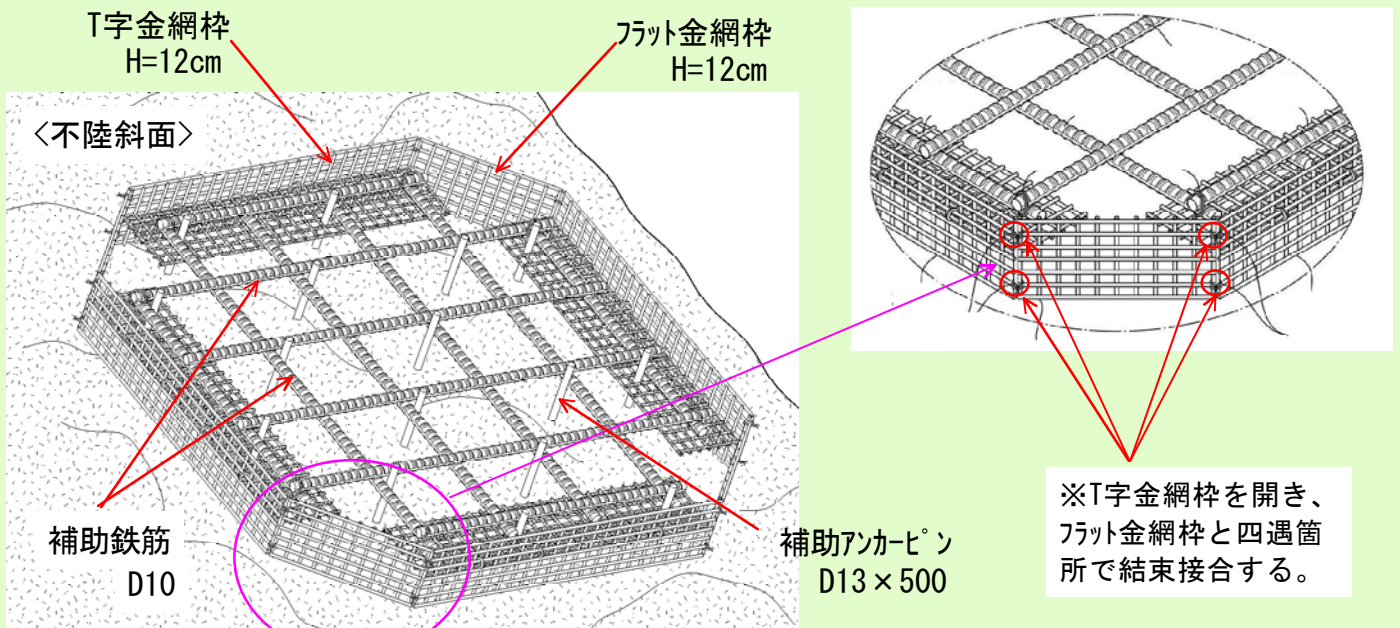 T字金網枠
H=12cm
フラット金網枠
H=12cm
<不陸斜面>
補助鉄筋
D10
補助アンカーピン
D13×500
※T字金網枠を開き、
フラット金網枠と四遇箇
所で結束接合する。